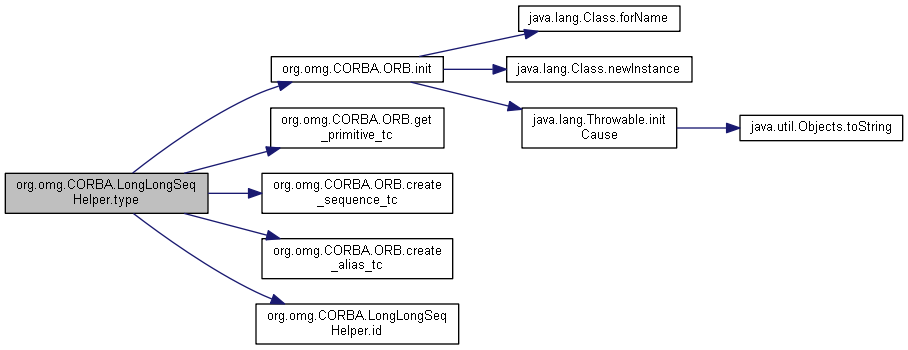 java.lang.Class.forName
org.omg.CORBA.ORB.init
java.lang.Class.newInstance
java.lang.Throwable.init
Cause
java.util.Objects.toString
org.omg.CORBA.ORB.get
_primitive_tc
org.omg.CORBA.LongLongSeq
Helper.type
org.omg.CORBA.ORB.create
_sequence_tc
org.omg.CORBA.ORB.create
_alias_tc
org.omg.CORBA.LongLongSeq
Helper.id